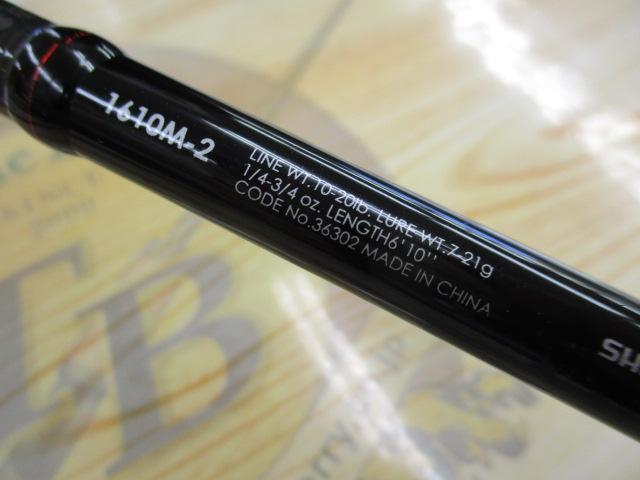 1610M-2
LINE WT.10-20lb. LURE WT.7-21g
1/4-3/4 oz. LENGTH6'10"
CODE No.36302 MADE IN CHINA
SH